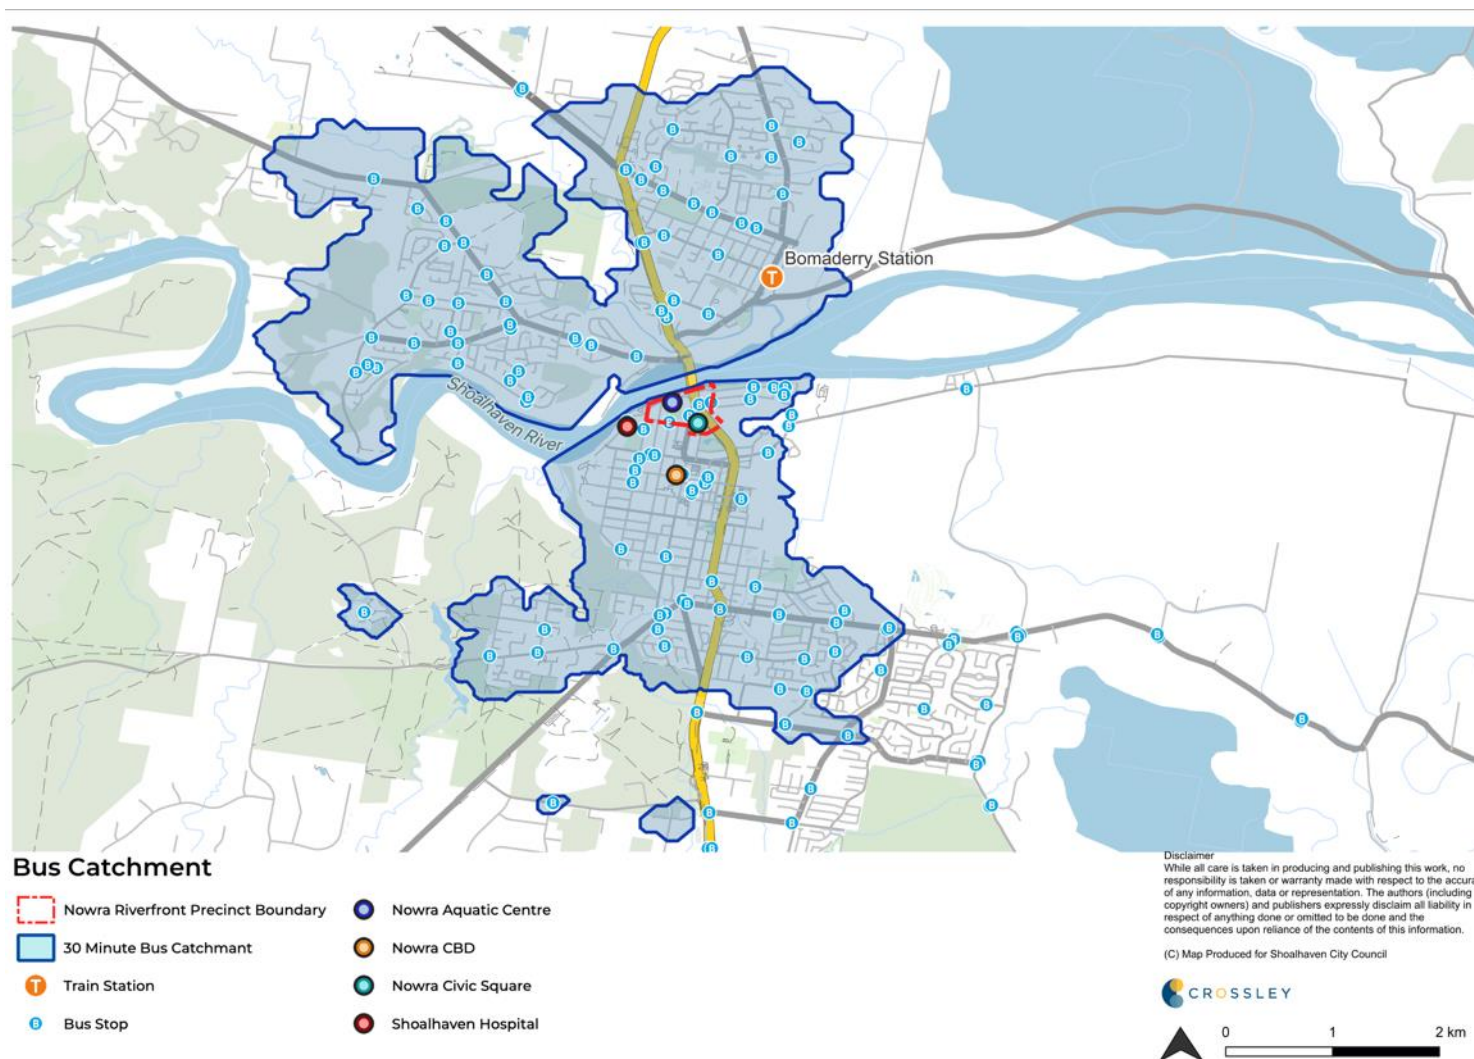 Bomaderry Station
T
Shoalhaven River
Bus Catchment
Nowra Riverfront Precinct Boundary
30 Minute Bus Catchmant
T Train Station
B Bus Stop
Nowra Aquatic Centre
Nowra CBD
Nowra Civic Square
Shoalhaven Hospital
Disclaimer
While all care is taken in producing and publishing this work, no
responsibility is taken or warranty made with respect to the accura
of any information, data or representation. The authors (including
copyright owners) and publishers expressly disclaim all liability in
respect of anything done or omitted to be done and the
consequences upon reliance of the contents of this information.
(C) Map Produced for Shoalhaven City Council
CROSSLEY
0 1 2 km